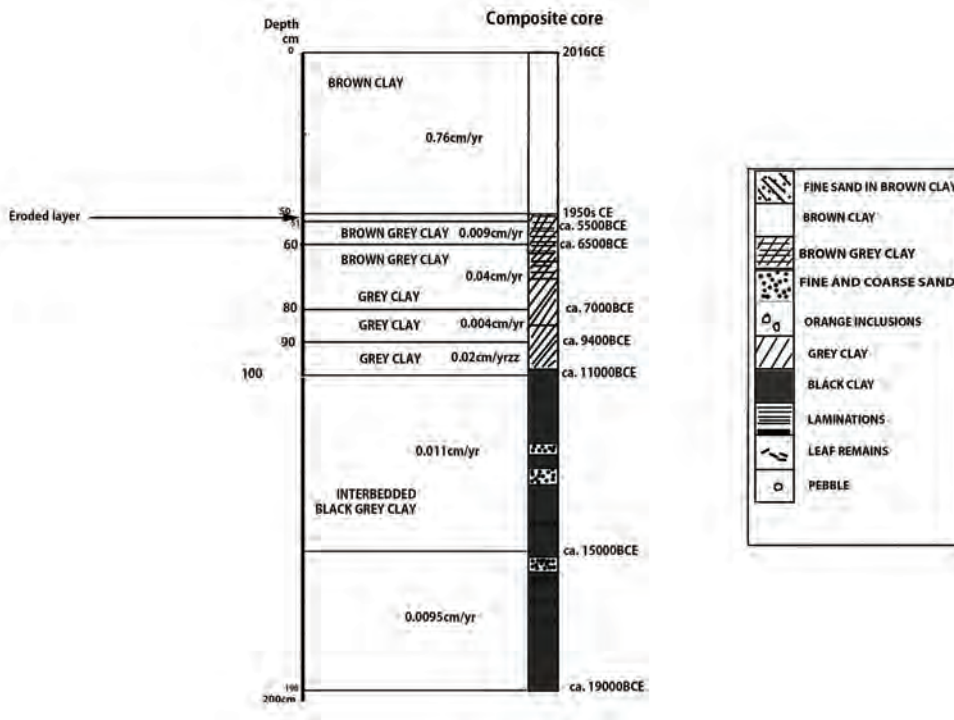 Composite core
Depth
cm
0
2016CE
BROWN CLAY
0.76cm/yr
Eroded layer
50
51
1950s CE
ca. 5500BCE
BROWN GREY CLAY 0.009cm/yr
60
ca. 6500BCE
BROWN GREY CLAY
0.04cm/yr
GREY CLAY
80
ca. 7000BCE
GREY CLAY 0.004cm/yr
90
ca. 9400BCE
GREY CLAY 0.02cm/yrzz
100
ca. 11000BCE
0.011cm/yr
INTERBEDDED
BLACK GREY CLAY
ca. 15000BCE
0.0095cm/yr
190
ca. 19000BCE
200cm
FINE SAND IN BROWN CLAY
BROWN CLAY
BROWN GREY CLAY
FINE AND COARSE SAND
ORANGE INCLUSIONS
GREY CLAY
BLACK CLAY
LAMINATIONS
LEAF REMAINS
PEBBLE